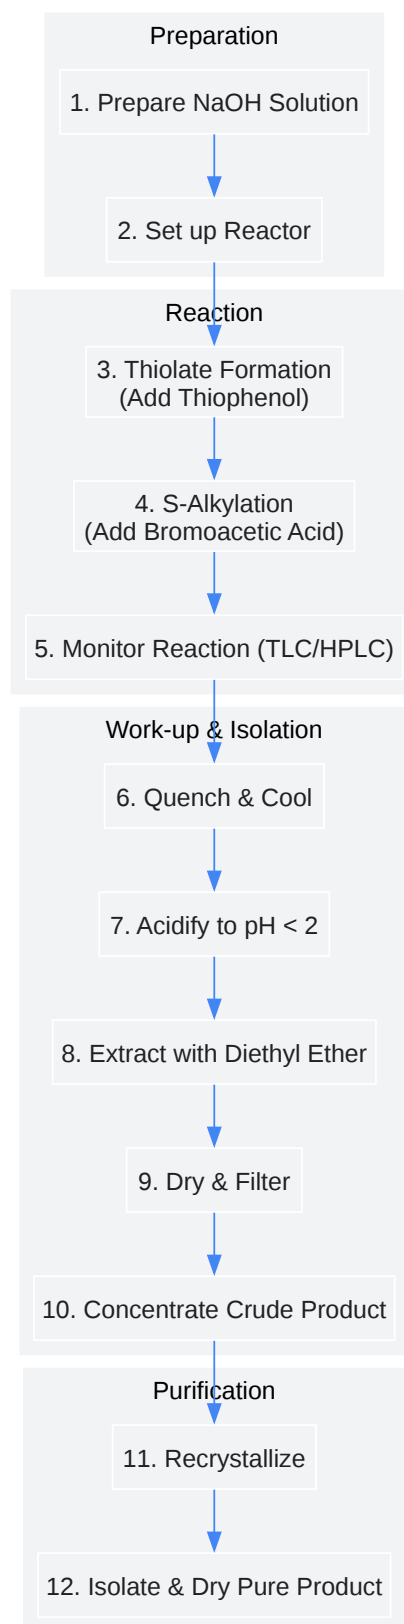 Preparation
1. Prepare NaOH Solution
2. Set up Reactor
Reaction
3. Thiolate Formation
(Add Thiophenol)
4. S-Alkylation
(Add Bromoacetic Acid)
5. Monitor Reaction (TLC/HPLC)
Work-up & Isolation
6. Quench & Cool
7. Acidify to pH < 2
8. Extract with Diethyl Ether
9. Dry & Filter
10. Concentrate Crude Product
Purification
11. Recrystallize
12. Isolate & Dry Pure Product